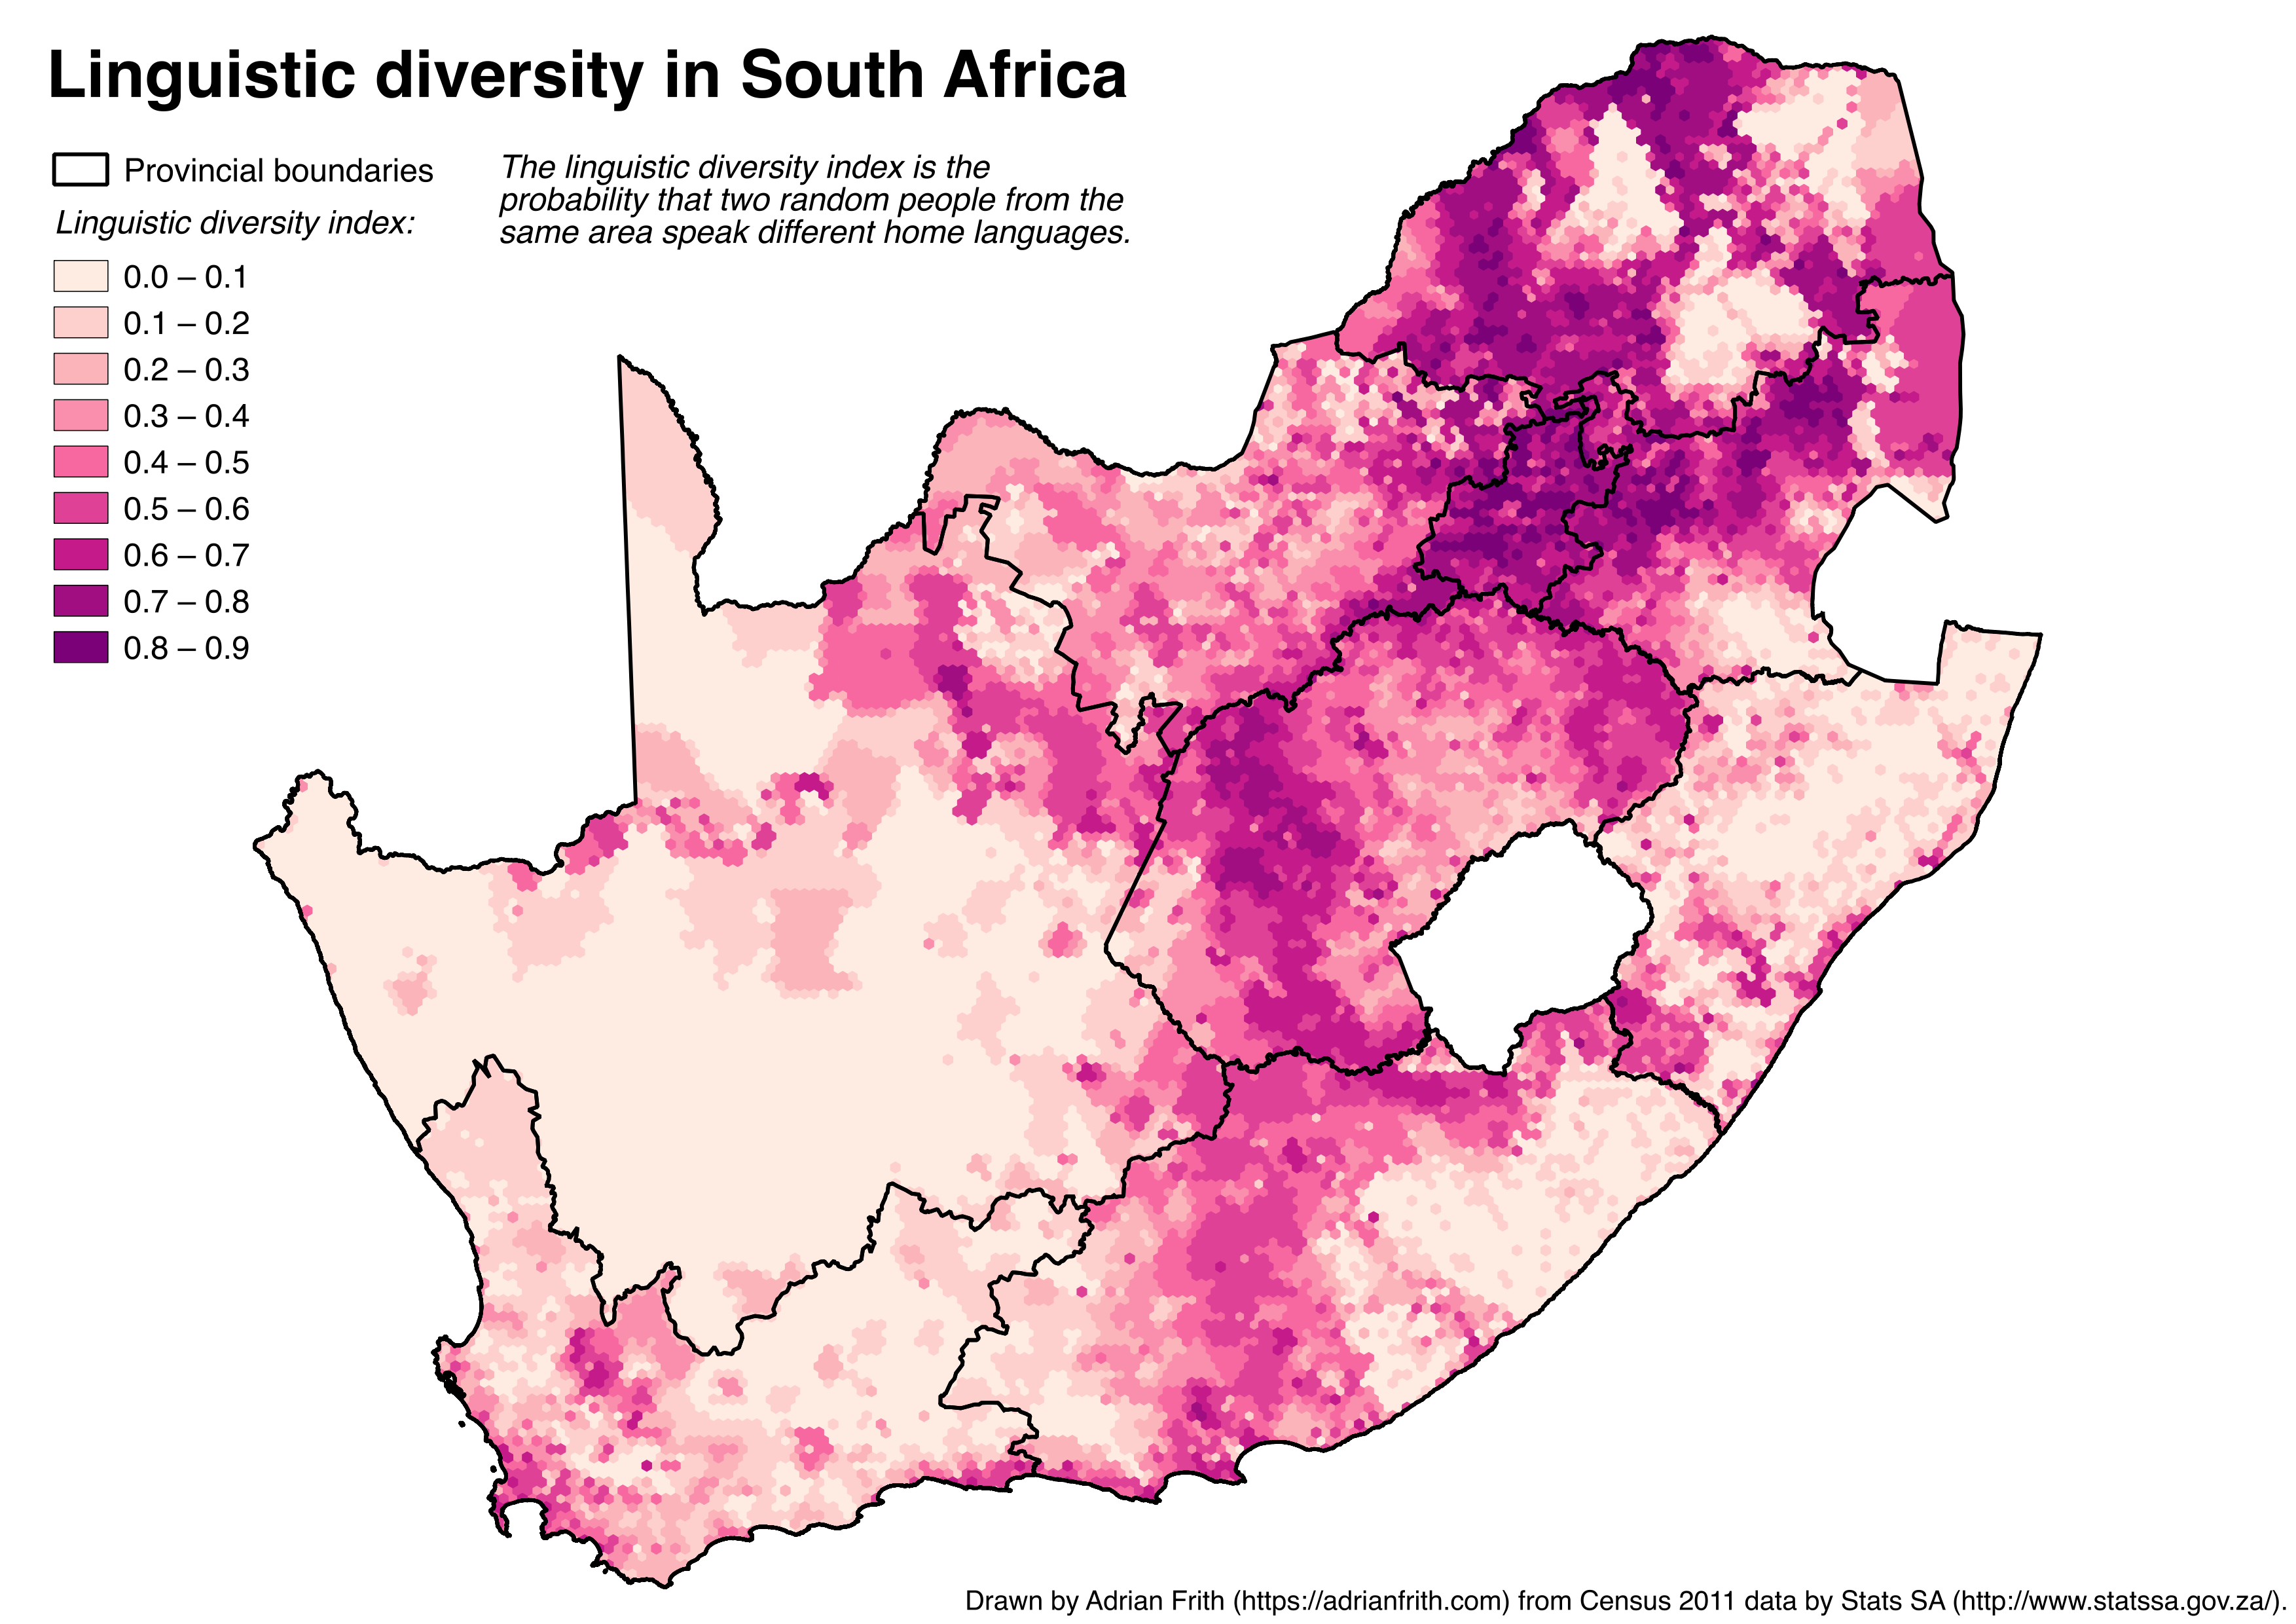 Linguistic diversity in South Africa
Provincial boundaries
Linguistic diversity index:
0.0 – 0.1
0.1 – 0.2
0.2 – 0.3
0.3 – 0.4
0.4 – 0.5
0.5 – 0.6
0.6 – 0.7
0.7 – 0.8
0.8 – 0.9
The linguistic diversity index is the
probability that two random people from the
same area speak different home languages.
Drawn by Adrian Frith (https://adrianfrith.com) from Census 2011 data by Stats SA (http://www.statssa.gov.za/).